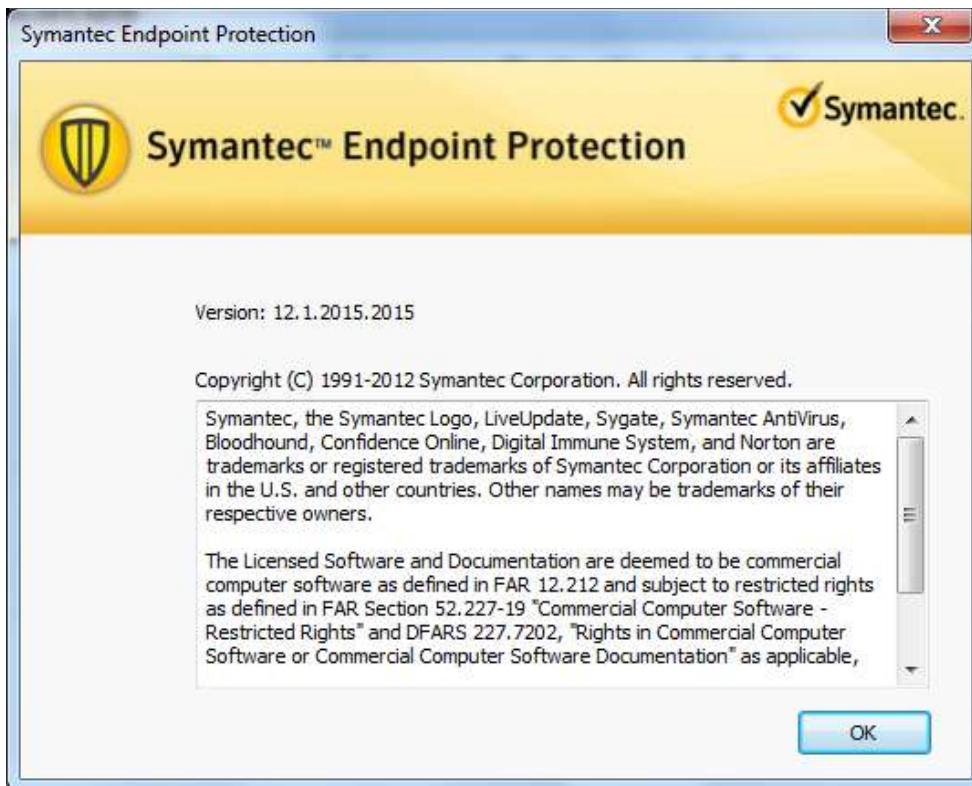 Symantec Endpoint Protection
Symantec.
Symantec™ Endpoint Protection
Version: 12.1.2015.2015
Copyright (C) 1991-2012 Symantec Corporation. All rights reserved.
Symantec, the Symantec Logo, LiveUpdate, Sygate, Symantec AntiVirus,
Bloodhound, Confidence Online, Digital Immune System, and Norton are
trademarks or registered trademarks of Symantec Corporation or its affiliates
in the U.S. and other countries. Other names may be trademarks of their
respective owners.
The Licensed Software and Documentation are deemed to be commercial
computer software as defined in FAR 12.212 and subject to restricted rights
as defined in FAR Section 52.227-19 "Commercial Computer Software -
Restricted Rights" and DFARS 227.7202, "Rights in Commercial Computer
Software or Commercial Computer Software Documentation" as applicable,
OK